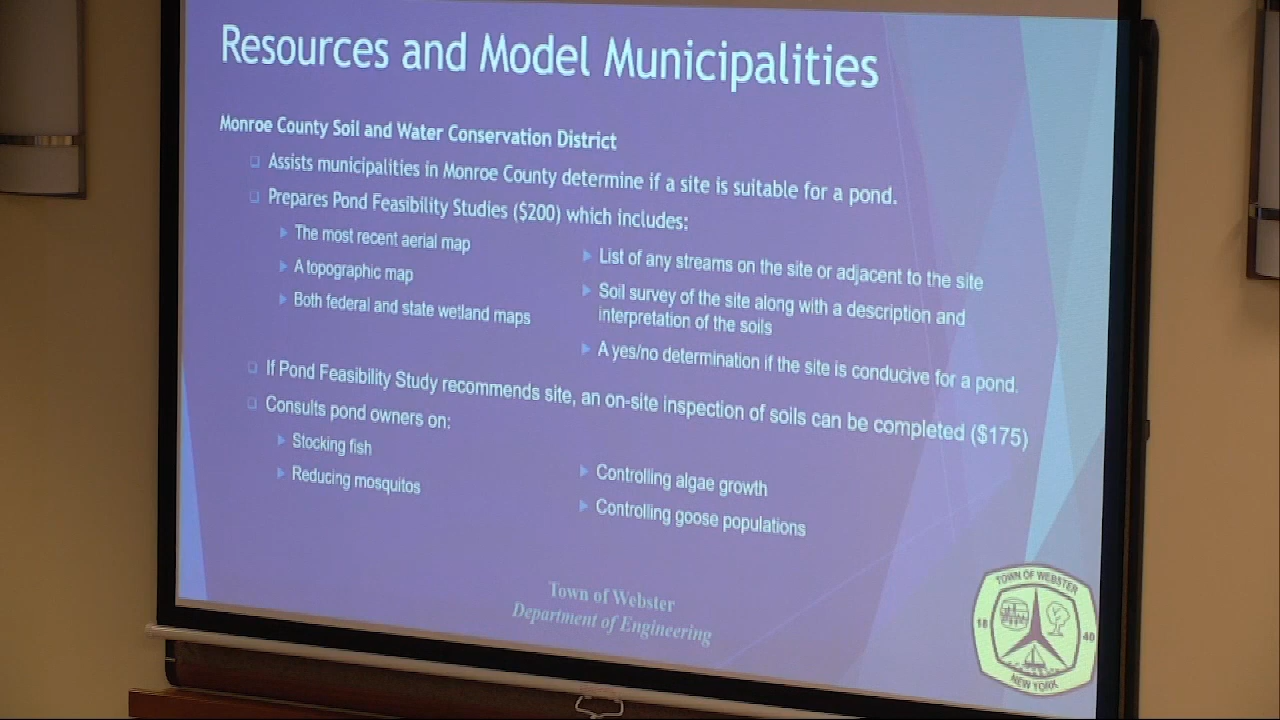 Resources and Model Municipalities
Monroe County Soil and Water Conservation District
Assists municipalities in Monroe County determine if a site is suitable for a pond.
Prepares Pond Feasibility Studies ($200) which includes:
The most recent aerial map
A topographic map
Both federal and state wetland maps
List of any streams on the site or adjacent to the site
Soil survey of the site along with a description and
interpretation of the soils
A yes/no determination if the site is conducive for a pond.
If Pond Feasibility Study recommends site, an on-site inspection of soils can be completed ($175)
Consults pond owners on:
Stocking fish
Reducing mosquitos
Controlling algae growth
Controlling goose populations
Town of Webster
Department of Engineering
TOWN OF WEBSTER
18 40
NEW YORK